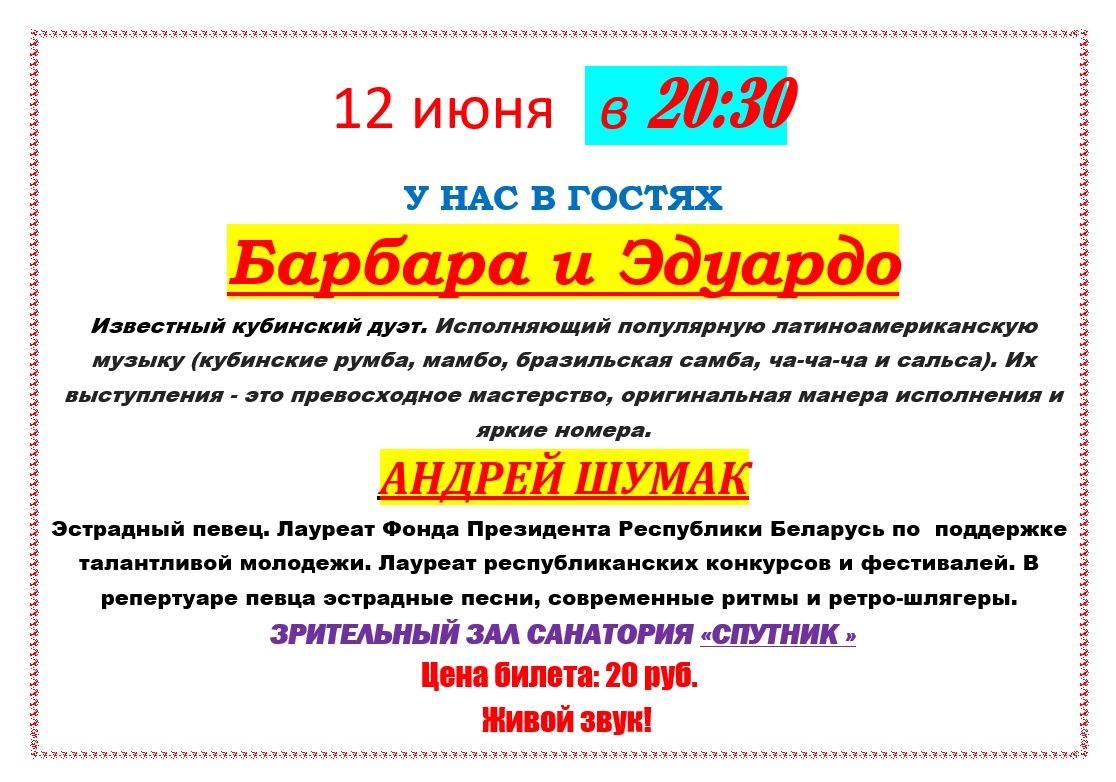 12 июня в 20:30
У НАС В ГОСТЯХ
Барбара и Эдуардо
Известный кубинский дуэт. Исполняющий популярную латиноамериканскую
музыку (кубинские румба, мамбо, бразильская самба, ча-ча-ча и сальса). Их
выступления - это превосходное мастерство, оригинальная манера исполнения и
яркие номера.
АНДРЕЙ ШУМАК
Эстрадный певец. Лауреат Фонда Президента Республики Беларусь по поддержке
талантливой молодежи. Лауреат республиканских конкурсов и фестивалей. В
репертуаре певца эстрадные песни, современные ритмы и ретро-шлягеры.
ЗРИТЕЛЬНЫЙ ЗАЛ САНАТОРИЯ «СПУТНИК »
Цена билета: 20 руб.
Живой звук!